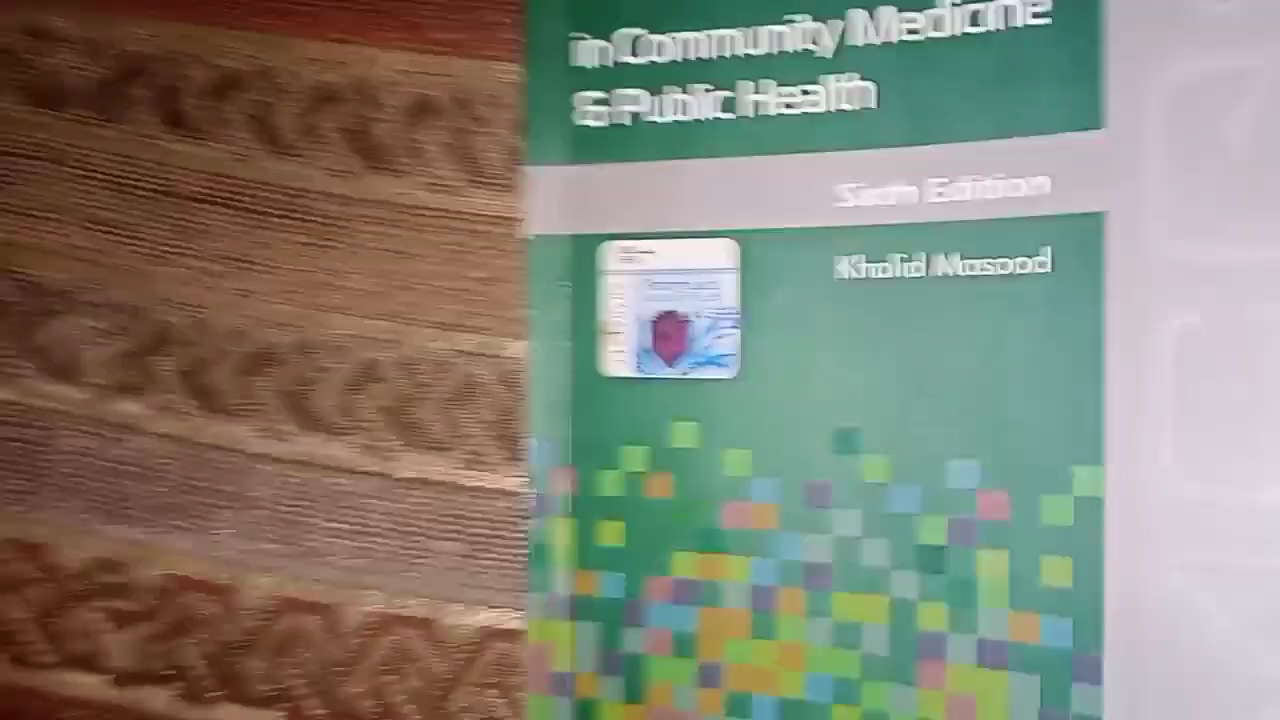 in Community Medicine
& Public Health
Sixth Edition
Khalid Masood